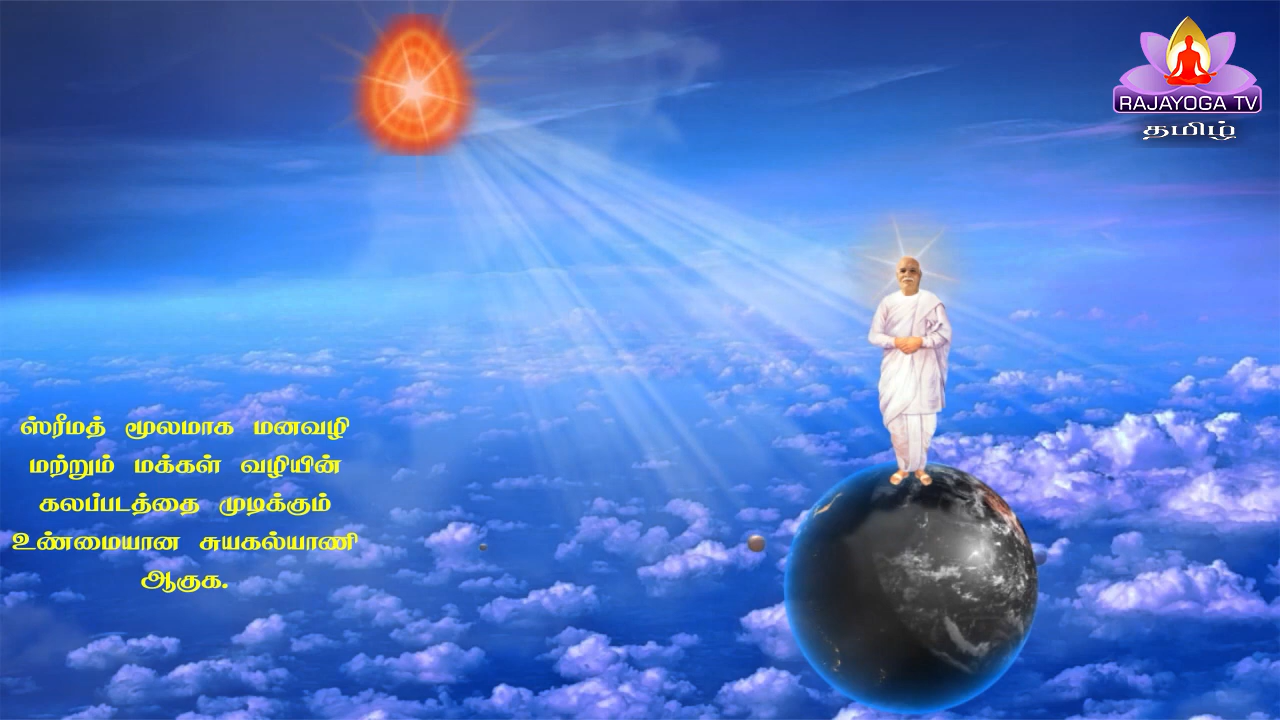 RAJAYOGA TV
தமிழ்
ஸ்ரீமத் மூலமாக மனவழி
மற்றும் மக்கள் வழியின்
கலப்படத்தை முடிக்கும்
உண்மையான சுயகல்யாணி
ஆகுக.